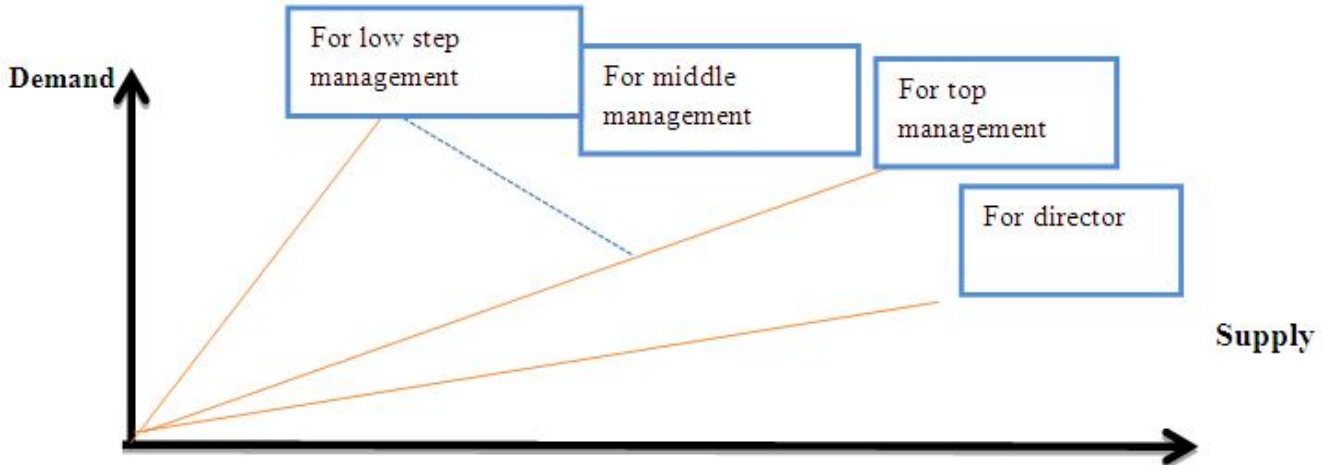 For low step
management
Demand
For middle
management
For top
management
For director
Supply